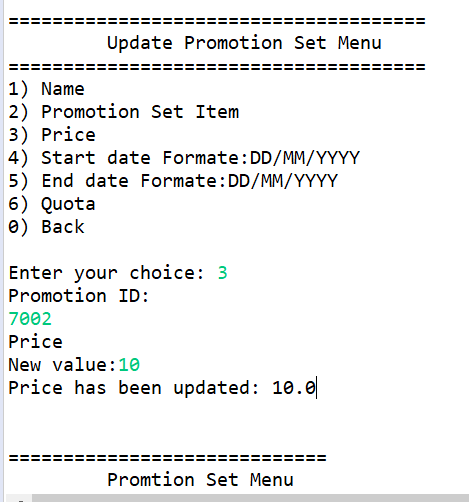 ======================================
Update Promotion Set Menu
======================================
1) Name
2) Promotion Set Item
3) Price
4) Start date Formate:DD/MM/YYYY
5) End date Formate:DD/MM/YYYY
6) Quota
0) Back
Enter your choice: 3
Promotion ID:
7002
Price
New value:10
Price has been updated: 10.0
=============================
Promtion Set Menu